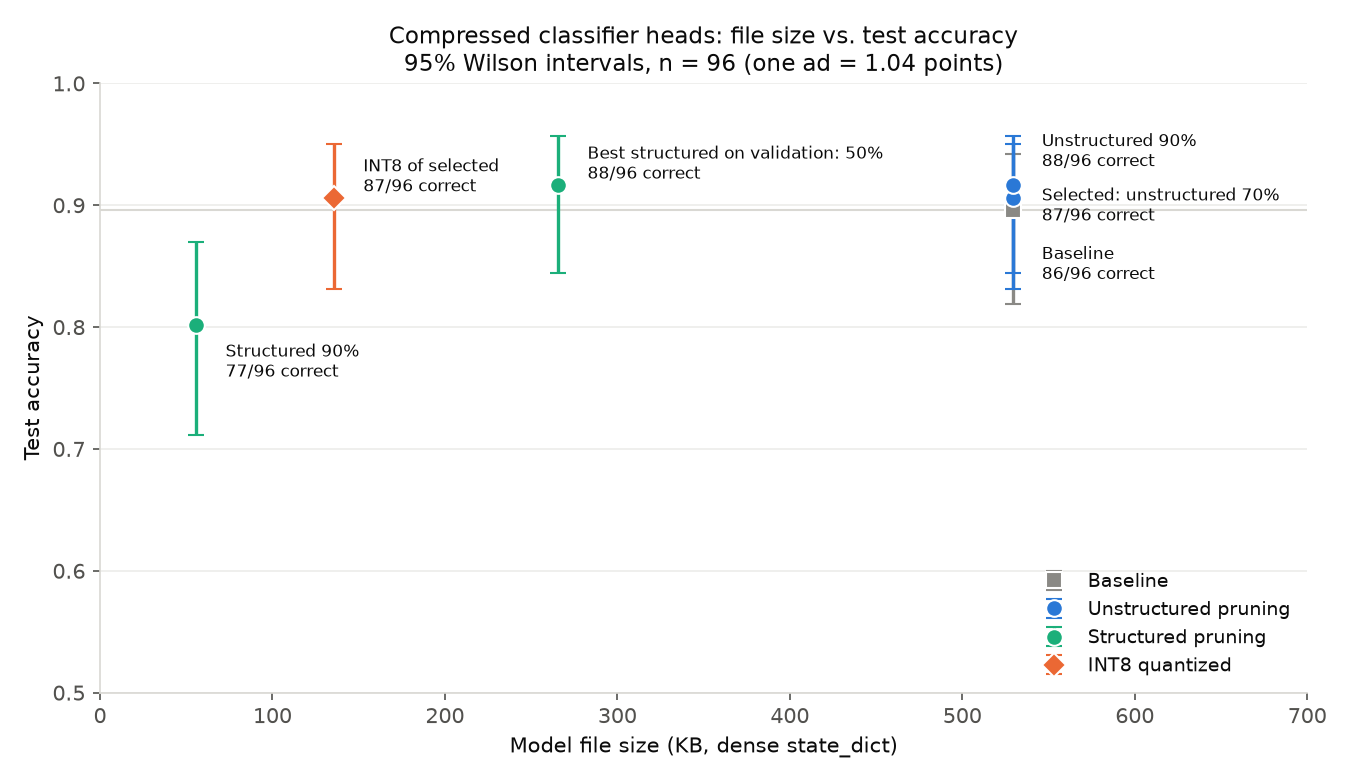 Compressed classifier heads: file size vs. test accuracy
95% Wilson intervals, n = 96 (one ad = 1.04 points)
Test accuracy
1.0
0.9
0.8
0.7
0.6
0.5
INT8 of selected
87/96 correct
Best structured on validation: 50%
88/96 correct
Unstructured 90%
88/96 correct
Selected: unstructured 70%
87/96 correct
Baseline
86/96 correct
Structured 90%
77/96 correct
Baseline
Unstructured pruning
Structured pruning
INT8 quantized
0
100
200
300
400
500
600
700
Model file size (KB, dense state_dict)